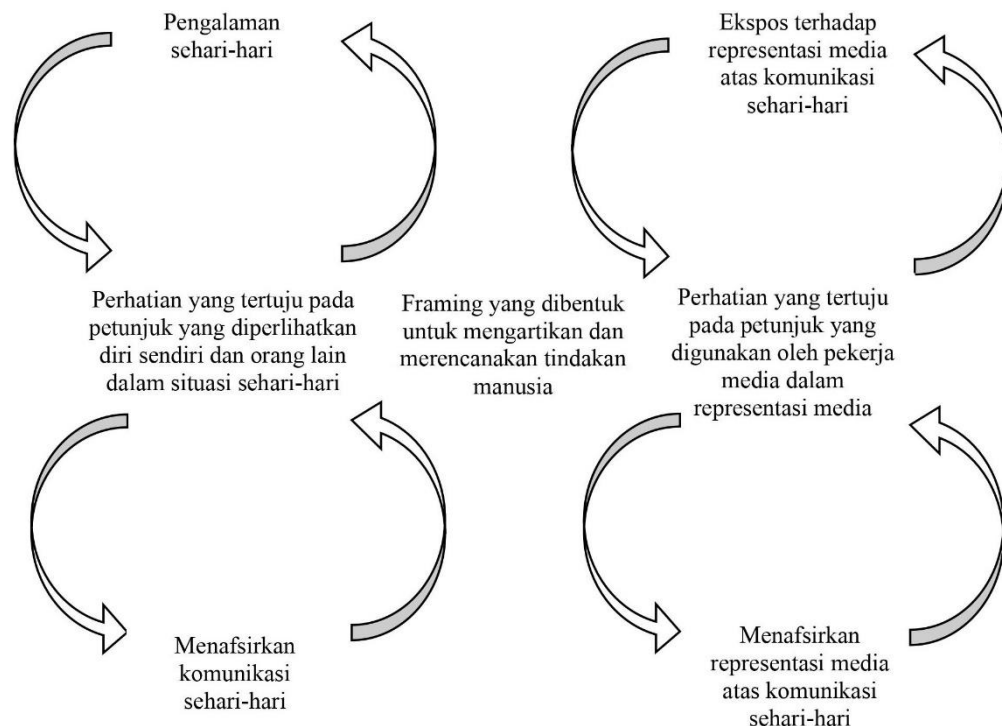 Pengalaman
sehari-hari
Ekspos terhadap
representasi media
atas komunikasi
sehari-hari
Perhatian yang tertuju pada
petunjuk yang diperlihatkan
diri sendiri dan orang lain
dalam situasi sehari-hari
Framing yang dibentuk
untuk mengartikan dan
merencanakan tindakan
manusia
Perhatian yang tertuju
pada petunjuk yang
digunakan oleh pekerja
media dalam
representasi media
Menafsirkan
komunikasi
sehari-hari
Menafsirkan
representasi media
atas komunikasi
sehari-hari